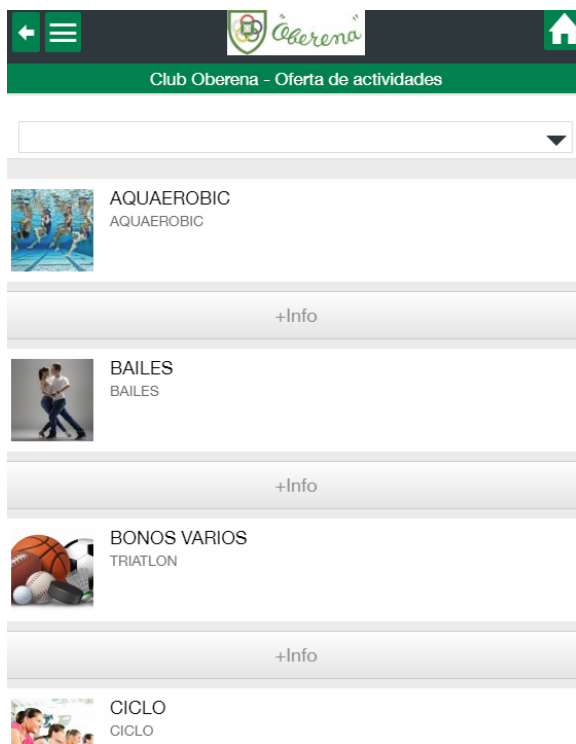 Oberena
Club Oberena - Oferta de actividades
AQUAEROBIC
AQUAEROBIC
+Info
BAILES
BAILES
+Info
BONOS VARIOS
TRIATLON
+Info
CICLO
CICLO